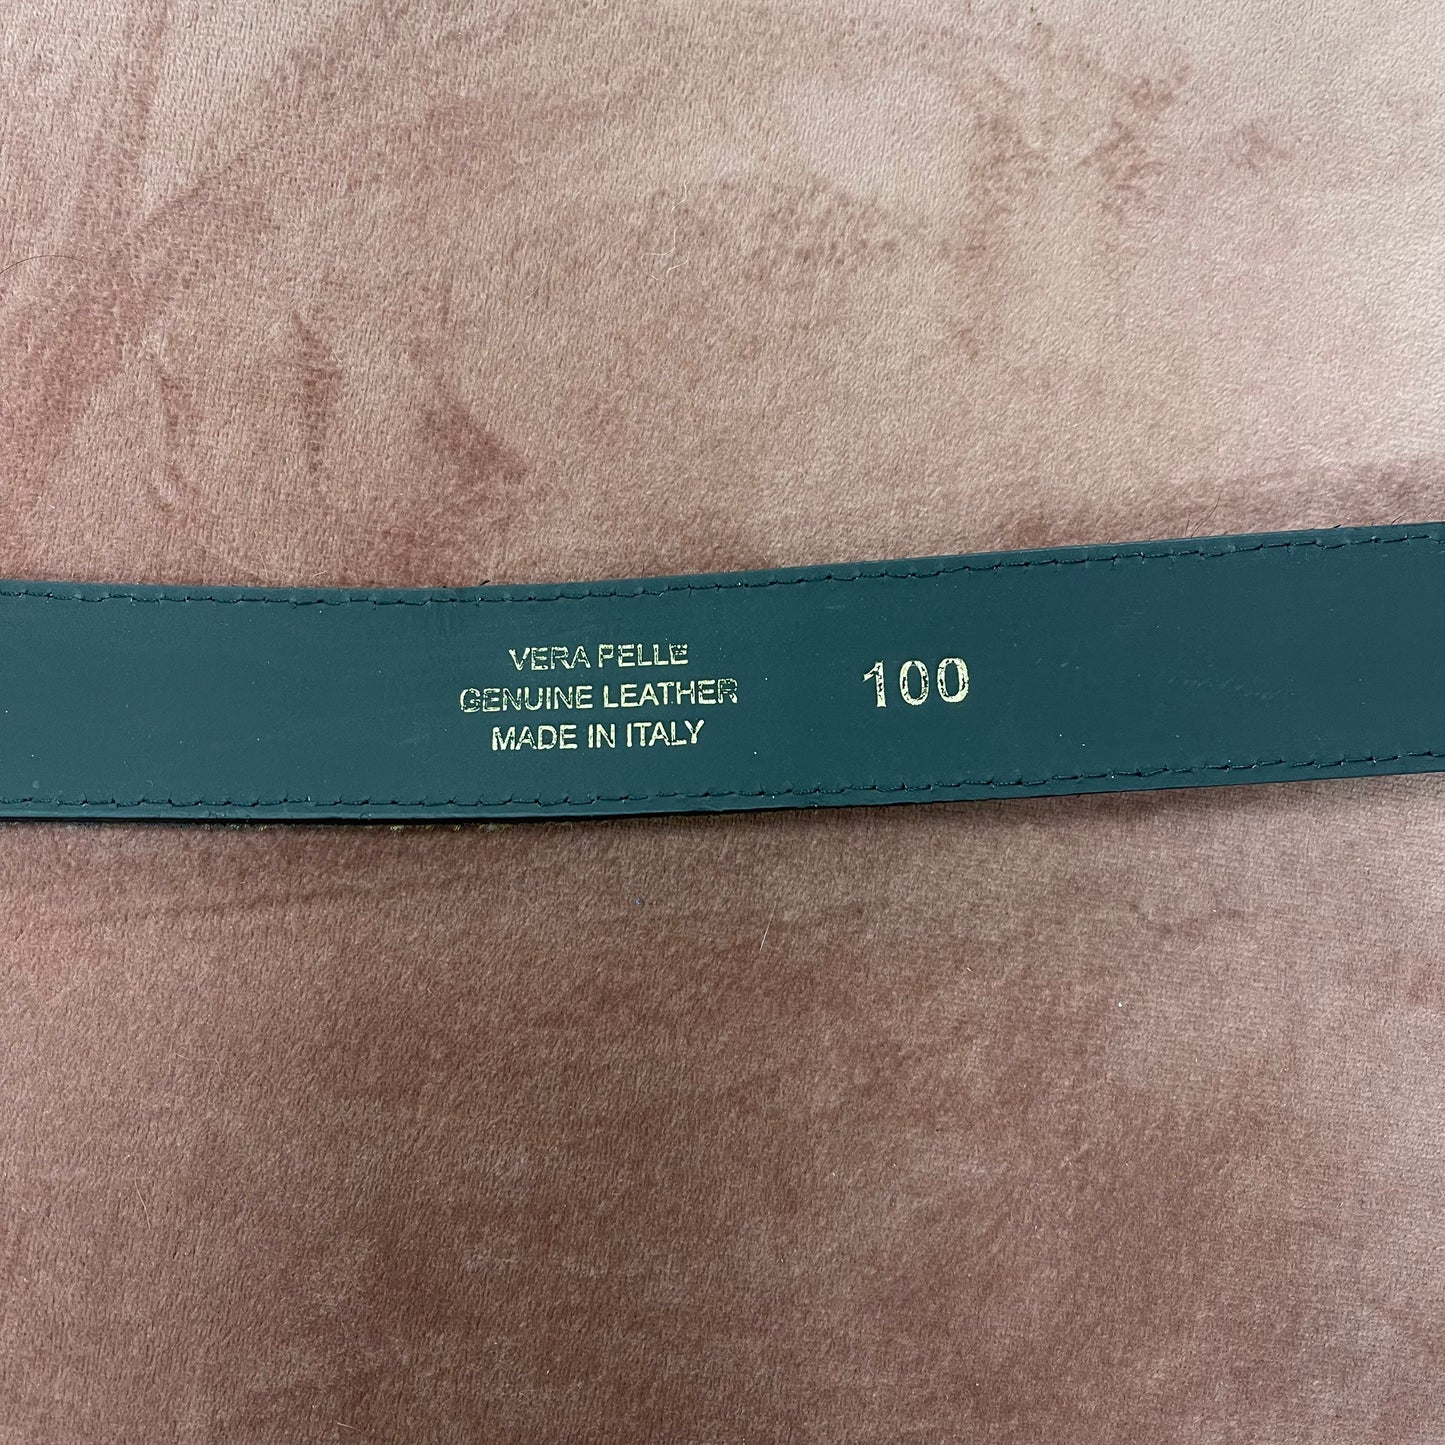 VERA PELLE
GENUINE LEATHER
MADE IN ITALY
100